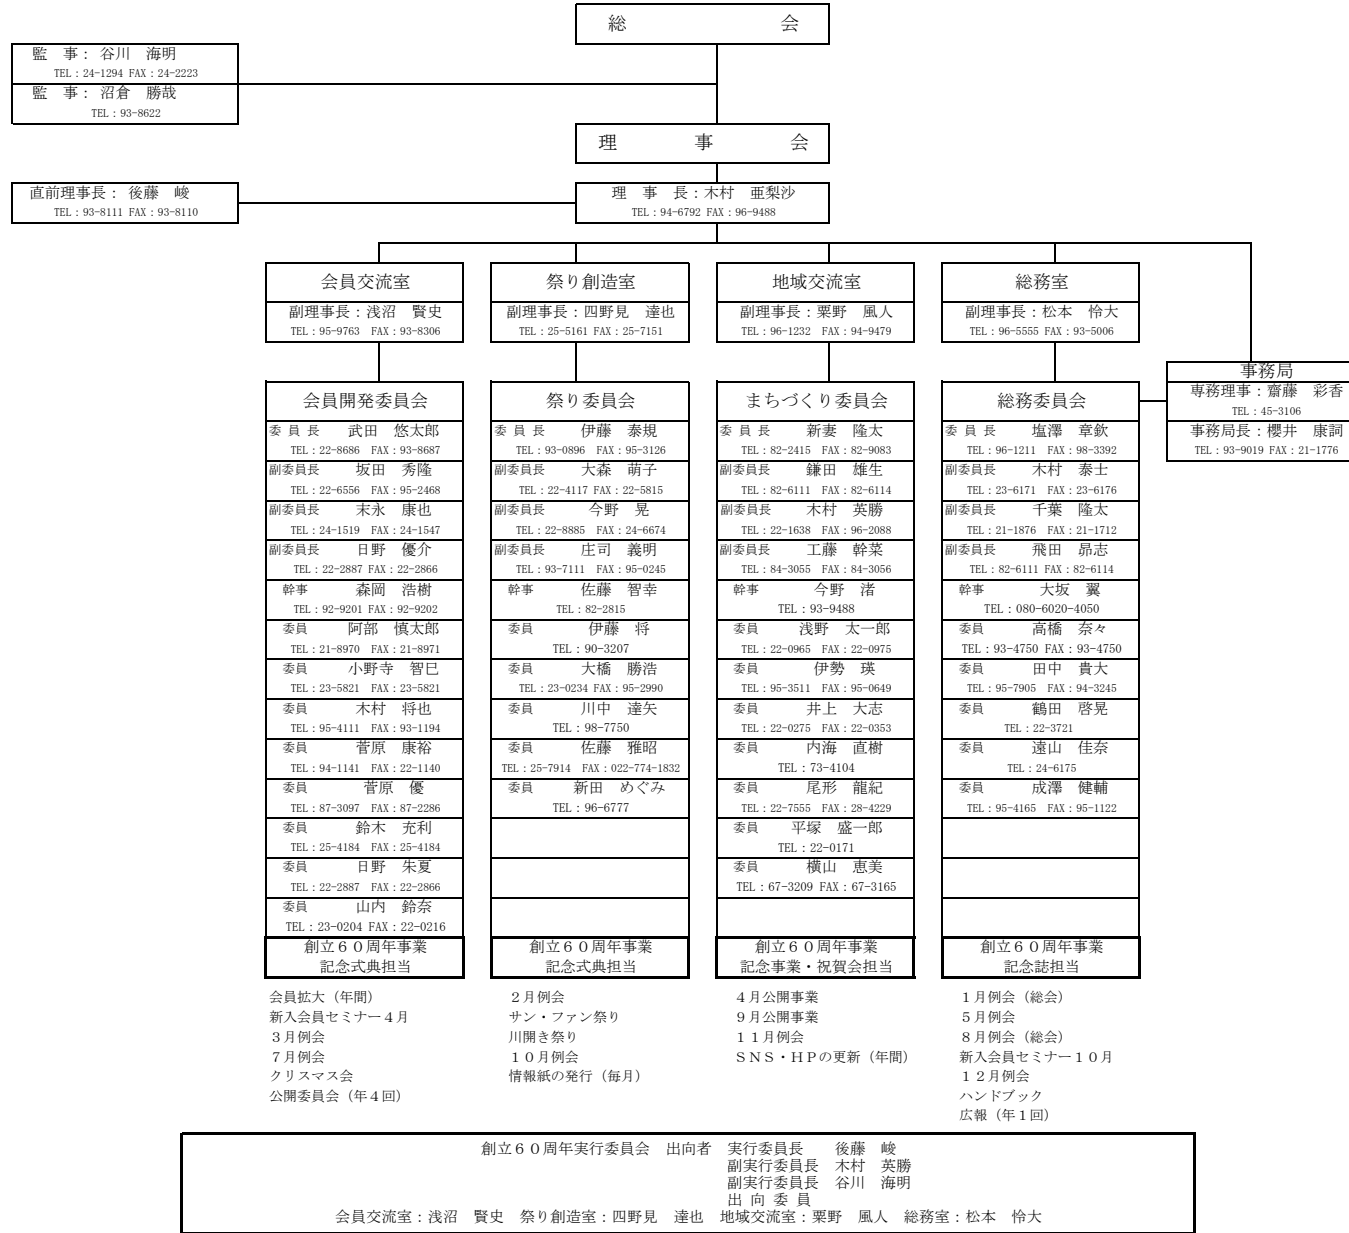 総　　　会
監　事：谷川　海明
TEL：24-1294 FAX：24-2223
監　事：沼倉　勝哉
TEL：93-8622
理　事　会
直前理事長：後藤　峻
TEL：93-8111 FAX：93-8110
理　事　長：木村　亜梨沙
TEL：94-6792 FAX：96-9488
会員交流室
副理事長：浅沼　賢史
TEL：95-9763　FAX：93-8306
祭り創造室
副理事長：四野見　達也
TEL：25-5161 FAX：25-7151
地域交流室
副理事長：栗野　風人
TEL：96-1232　FAX：94-9479
総務室
副理事長：松本　怜大
TEL：96-5555 FAX：93-5006
事務局
専務理事：齋藤　彩香
TEL：45-3106
事務局長：櫻井　康詞
TEL：93-9019 FAX：21-1776
会員開発委員会
委 員 長　武田　悠太郎
TEL：22-8686　FAX：93-8687
副委員長　坂田　秀隆
TEL：22-6556　FAX：95-2468
副委員長　末永　康也
TEL：24-1519　FAX：24-1547
副委員長　日野　優介
TEL：22-2887 FAX：22-2866
幹事　森岡　浩樹
TEL：92-9201 FAX：92-9202
委員　阿部　慎太郎
TEL：21-8970　FAX：21-8971
委員　小野寺　智巳
TEL：23-5821　FAX：23-5821
委員　木村　将也
TEL：95-4111　FAX：93-1194
委員　菅原　康裕
TEL：94-1141　FAX：22-1140
委員　菅原　優
TEL：87-3097　FAX：87-2286
委員　鈴木　充利
TEL：25-4184　FAX：25-4184
委員　日野　朱夏
TEL：22-2887　FAX：22-2866
委員　山内　鈴奈
TEL：23-0204 FAX：22-0216
創立６０周年事業
記念式典担当
会員拡大（年間）
新入会員セミナー４月
３月例会
７月例会
クリスマス会
公開委員会（年４回）
祭り委員会
委 員 長　伊藤　泰規
TEL：93-0896　FAX：95-3126
副委員長　大森　萌子
TEL：22-4117 FAX：22-5815
副委員長　今野　晃
TEL：22-8885　FAX：24-6674
副委員長　庄司　義明
TEL：93-7111　FAX：95-0245
幹事　佐藤　智幸
TEL：82-2815
委員　伊藤　将
TEL：90-3207
委員　大橋　勝浩
TEL：23-0234 FAX：95-2990
委員　川中　達矢
TEL：98-7750
委員　佐藤　雅昭
TEL：25-7914　FAX：022-774-1832
委員　新田　めぐみ
TEL：96-6777
創立６０周年事業
記念式典担当
２月例会
サン・ファン祭り
川開き祭り
１０月例会
情報紙の発行（毎月）
まちづくり委員会
委 員 長　新妻　隆太
TEL：82-2415　FAX：82-9083
副委員長　鎌田　雄生
TEL：82-6111　FAX：82-6114
副委員長　木村　英勝
TEL：22-1638　FAX：96-2088
副委員長　工藤　幹菜
TEL：84-3055　FAX：84-3056
幹事　今野　渚
TEL：93-9488
委員　浅野　太一郎
TEL：22-0965　FAX：22-0975
委員　伊勢　瑛
TEL：95-3511　FAX：95-0649
委員　井上　大志
TEL：22-0275　FAX：22-0353
委員　内海　直樹
TEL：73-4104
委員　尾形　龍紀
TEL：22-7555　FAX：28-4229
委員　平塚　盛一郎
TEL：22-0171
委員　横山　恵美
TEL：67-3209 FAX：67-3165
創立６０周年事業
記念事業・祝賀会担当
４月公開事業
９月公開事業
１１月例会
ＳＮＳ・ＨＰの更新（年間）
総務委員会
委 員 長　塩澤　章欽
TEL：96-1211　FAX：98-3392
副委員長　木村　泰士
TEL：23-6171　FAX：23-6176
副委員長　千葉　隆太
TEL：21-1876　FAX：21-1712
副委員長　飛田　昴志
TEL：82-6111 FAX：82-6114
幹事　大坂　翼
TEL：080-6020-4050
委員　高橋　奈々
TEL：93-4750 FAX：93-4750
委員　田中　貴大
TEL：95-7905　FAX：94-3245
委員　鶴田　啓晃
TEL：22-3721
委員　遠山　佳奈
TEL：24-6175
委員　成澤　健輔
TEL：95-4165　FAX：95-1122
創立６０周年事業
記念誌担当
１月例会（総会）
５月例会
８月例会（総会）
新入会員セミナー１０月
１２月例会
ハンドブック
広報（年１回）
創立６０周年実行委員会　出向者　実行委員長　後藤　峻
副実行委員長　木村　英勝
副実行委員長　谷川　海明
出 向 委 員
会員交流室：浅沼　賢史　祭り創造室：四野見　達也　地域交流室：栗野　風人　総務室：松本　怜大